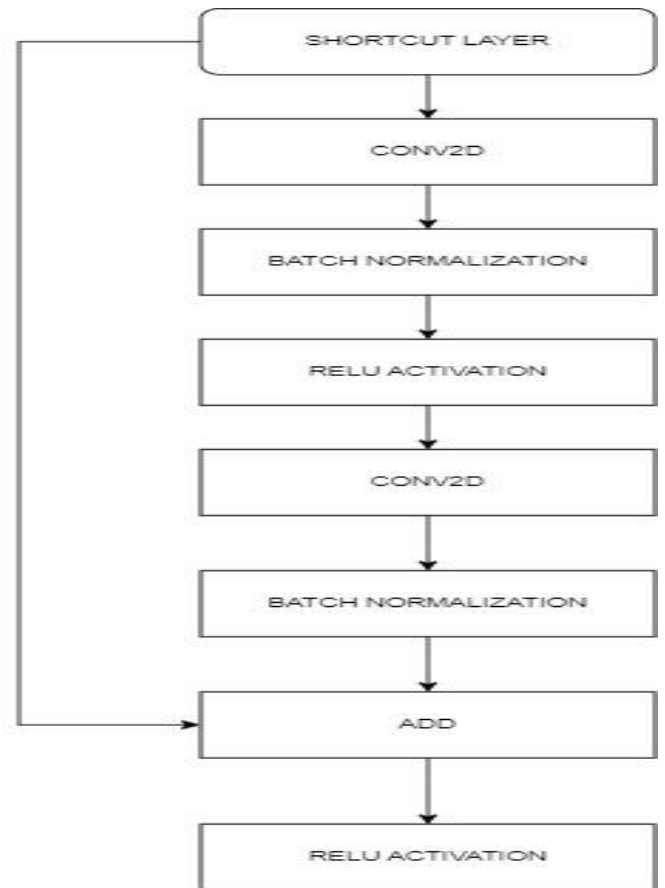 SHORTCUT LAYER
CONV2D
BATCH NORMALIZATION
RELU ACTIVATION
CONV2D
BATCH NORMALIZATION
ADD
RELU ACTIVATION